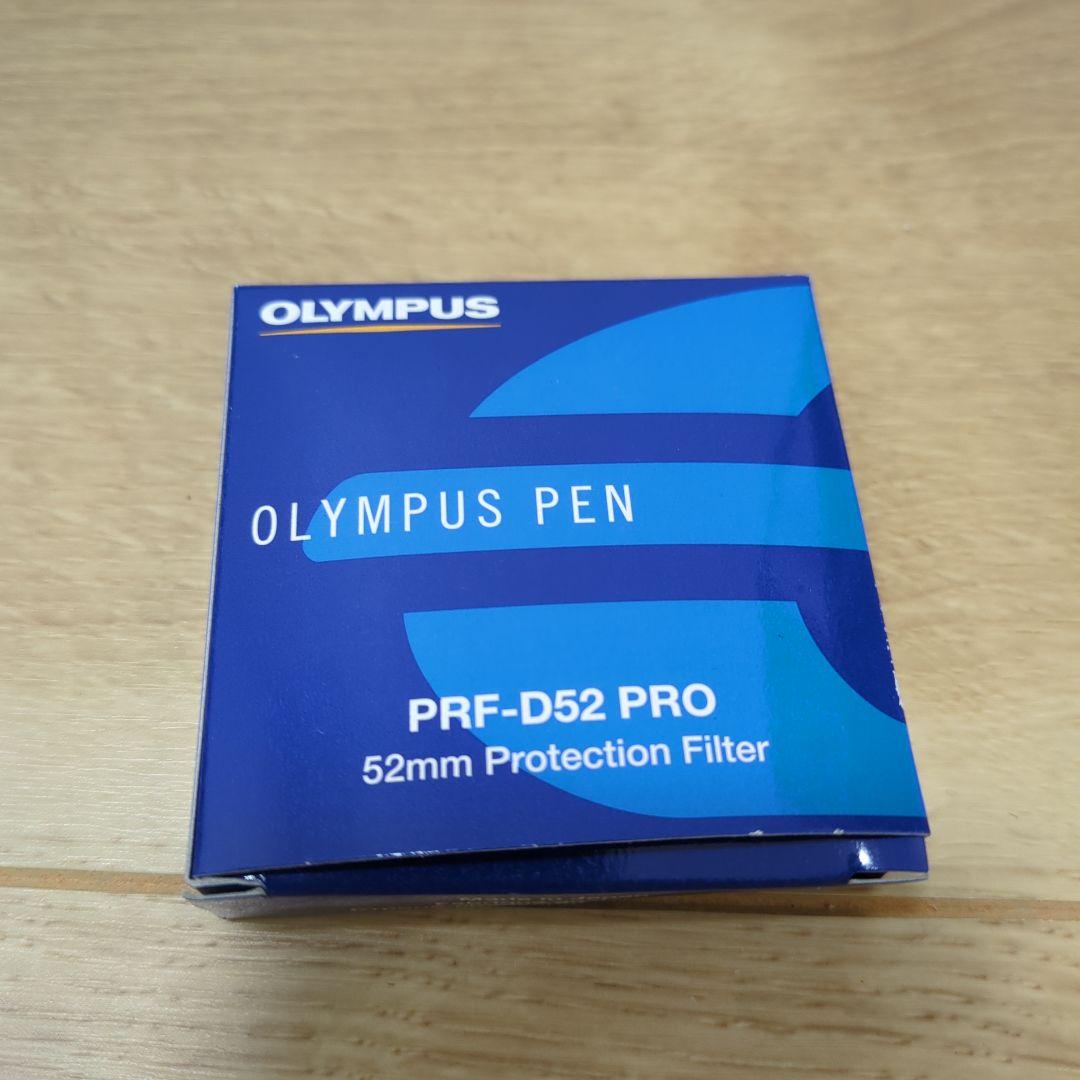 OLYMPUS
OLYMPUS PEN
PRF-D52 PRO
52mm Protection Filter